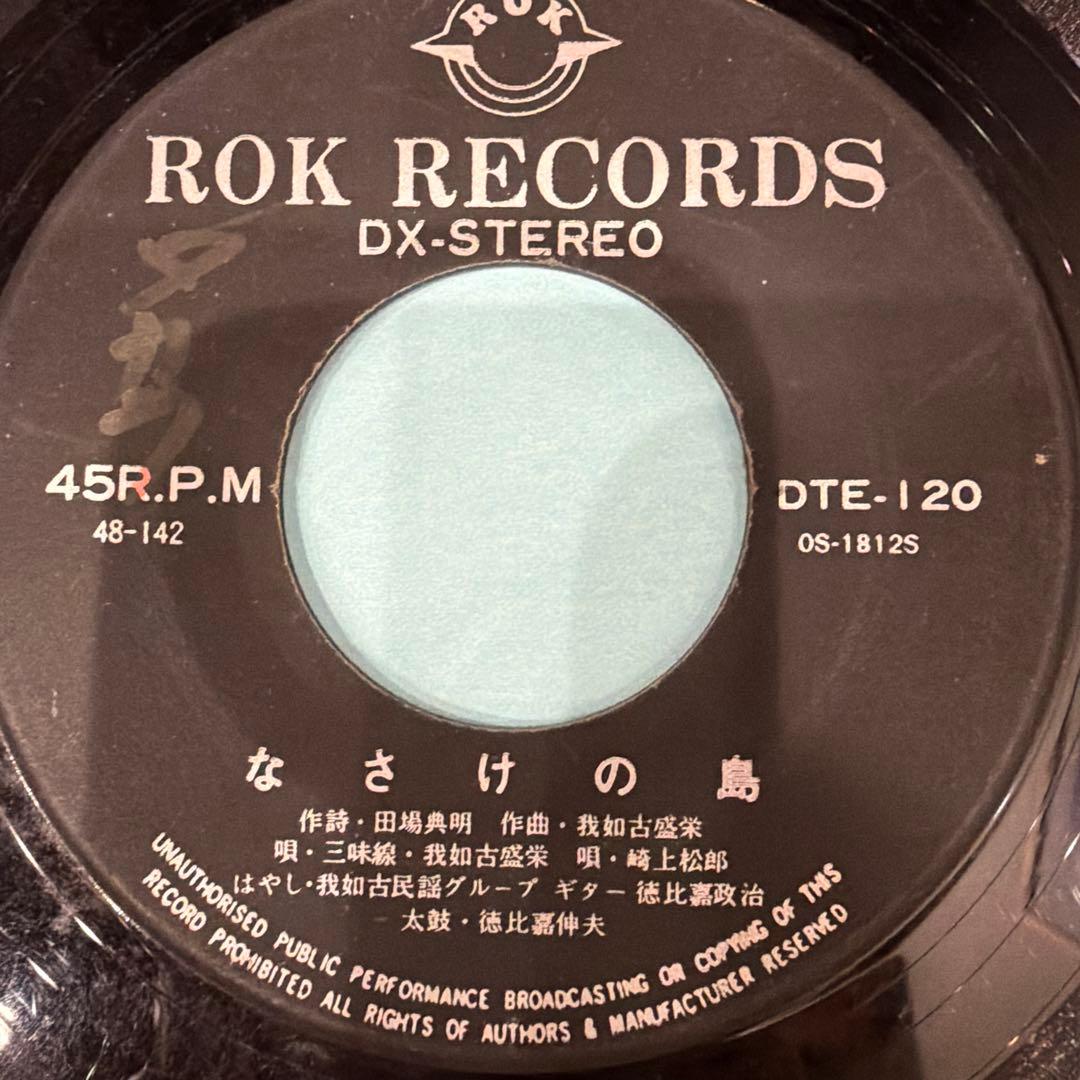 ROK
ROK RECORDS
DX-STEREO
45R.P.M
48-142
DTE-120
OS-1812S
なさけの島
作詩・田場典明 作曲・我如古盛栄
唄・三味線・我如古盛栄 唄・崎上松郎
はやし・我如古民謡グループ ギター 徳比嘉政治
太鼓・徳比嘉伸夫
UNAUTHORISED PUBLIC PERFORMANCE BROADCASTING OR COPYING OF THIS
RECORD PROHIBITED ALL RIGHTS OF AUTHORS & MANUFACTURER RESERVED